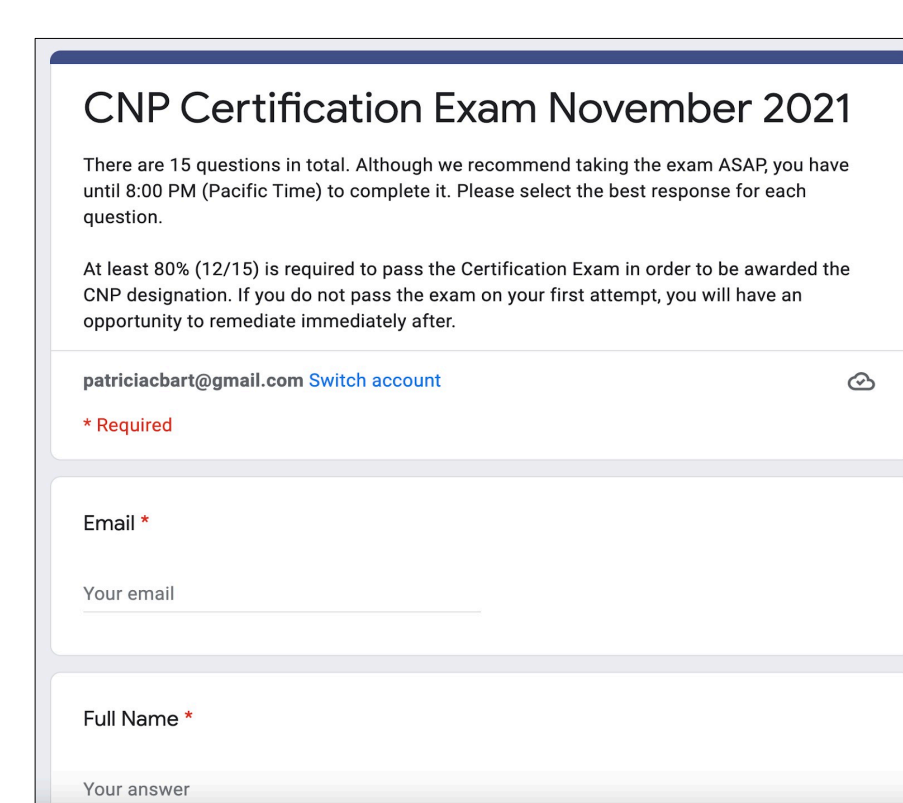 CNP Certification Exam November 2021
There are 15 questions in total. Although we recommend taking the exam ASAP, you have
until 8:00 PM (Pacific Time) to complete it. Please select the best response for each
question.
At least 80% (12/15) is required to pass the Certification Exam in order to be awarded the
CNP designation. If you do not pass the exam on your first attempt, you will have an
opportunity to remediate immediately after.
patriciacbart@gmail.com Switch account
* Required
Email *
Your email
Full Name *
Your answer